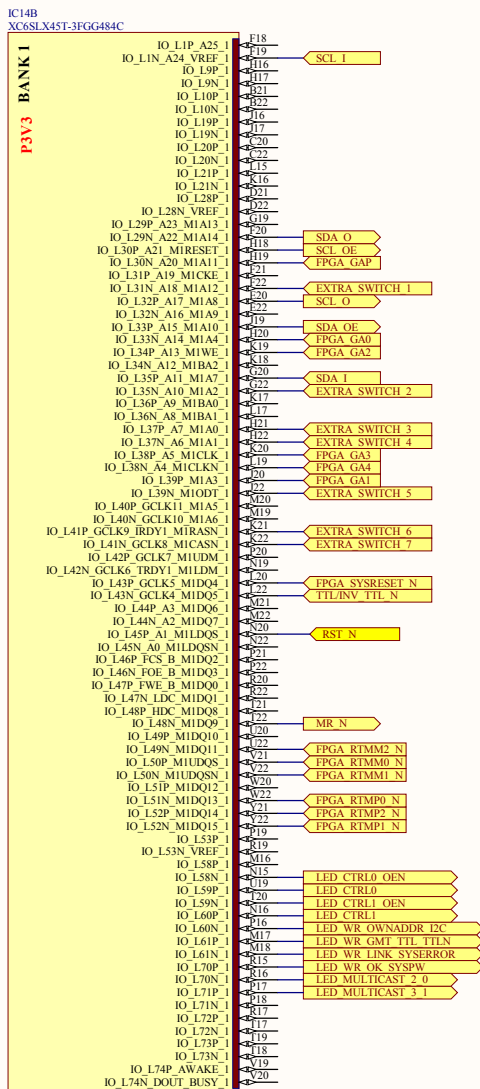 IC14B
XC6SLX45T-3FGG484C
BANK 1
P3V3
IO_L1P_A25_1 F18
IO_L1N_A24_VREF_1 F19 SCL_I
IO_L9P_1 H16
IO_L9N_1 H17
IO_L10P_1 B21
IO_L10N_1 B22
IO_L19P_1 J16
IO_L19N_1 J17
IO_L20P_1 C20
IO_L20N_1 C22
IO_L21P_1 L15
IO_L21N_1 K16
IO_L28P_1 D21
IO_L28N_VREF_1 D22
IO_L29P_A23_M1A13_1 G19
IO_L29N_A22_M1A14_1 F20 SDA_O
IO_L30P_A21_M1RESET_1 H18 SCL_OE
IO_L30N_A20_M1A11_1 H19 FPGA_GAP
IO_L31P_A19_M1CKE_1 F21
IO_L31N_A18_M1A12_1 F22 EXTRA_SWITCH_1
IO_L32P_A17_M1A8_1 E20 SCL_O
IO_L32N_A16_M1A9_1 E22
IO_L33P_A15_M1A10_1 J19 SDA_OE
IO_L33N_A14_M1A4_1 H20 FPGA_GA0
IO_L34P_A13_M1WE_1 K19 FPGA_GA2
IO_L34N_A12_M1BA2_1 K18
IO_L35P_A11_M1A7_1 G20 SDA_I
IO_L35N_A10_M1A2_1 G22 EXTRA_SWITCH_2
IO_L36P_A9_M1BA0_1 K17
IO_L36N_A8_M1BA1_1 L17
IO_L37P_A7_M1A0_1 H21 EXTRA_SWITCH_3
IO_L37N_A6_M1A1_1 H22 EXTRA_SWITCH_4
IO_L38P_A5_M1CLK_1 K20 FPGA_GA3
IO_L38N_A4_M1CLKN_1 L19 FPGA_GA4
IO_L39P_M1A3_1 J20 FPGA_GA1
IO_L39N_M1ODT_1 J22 EXTRA_SWITCH_5
IO_L40P_GCLK11_M1A5_1 M20
IO_L40N_GCLK10_M1A6_1 M19
IO_L41P_GCLK9_IRDY1_M1RASN_1 K21 EXTRA_SWITCH_6
IO_L41N_GCLK8_M1CASN_1 K22 EXTRA_SWITCH_7
IO_L42P_GCLK7_M1UDM_1 P20
IO_L42N_GCLK6_TRDY1_M1LDM_1 N19
IO_L43P_GCLK5_M1DQ4_1 L20 FPGA_SYSRESET_N
IO_L43N_GCLK4_M1DQ5_1 L22 TTL/INV_TTL_N
IO_L44P_A3_M1DQ6_1 M21
IO_L44N_A2_M1DQ7_1 M22
IO_L45P_A1_M1LDQS_1 N20 RST_N
IO_L45N_A0_M1LDQSN_1 N22
IO_L46P_FCS_B_M1DQ2_1 P21
IO_L46N_FOE_B_M1DQ3_1 P22
IO_L47P_FWE_B_M1DQ0_1 R20
IO_L47N_LDC_M1DQ1_1 R22
IO_L48P_HDC_M1DQ8_1 T21
IO_L48N_M1DQ9_1 T22 MR_N
IO_L49P_M1DQ10_1 U20
IO_L49N_M1DQ11_1 U22 FPGA_RTMM2_N
IO_L50P_M1UDQS_1 V21 FPGA_RTMM0_N
IO_L50N_M1UDQSN_1 V22 FPGA_RTMM1_N
IO_L51P_M1DQ12_1 W20
IO_L51N_M1DQ13_1 W22 FPGA_RTMP0_N
IO_L52P_M1DQ14_1 Y21 FPGA_RTMP2_N
IO_L52N_M1DQ15_1 Y22 FPGA_RTMP1_N
IO_L53P_1 P19
IO_L53N_VREF_1 R19
IO_L58P_1 M16
IO_L58N_1 N15 LED_CTRL0_OEN
IO_L59P_1 U19 LED_CTRL0
IO_L59N_1 T20 LED_CTRL1_OEN
IO_L60P_1 N16 LED_CTRL1
IO_L60N_1 P16 LED_WR_OWNADDR_I2C
IO_L61P_1 M17 LED_WR_GMT_TTL_TTLN
IO_L61N_1 M18 LED_WR_LINK_SYSERROR
IO_L70P_1 R15 LED_WR_OK_SYSPW
IO_L70N_1 R16 LED_MULTICAST_2_0
IO_L71P_1 P17 LED_MULTICAST_3_1
IO_L71N_1 P18
IO_L72P_1 R17
IO_L72N_1 T17
IO_L73P_1 T19
IO_L73N_1 T18
IO_L74P_AWAKE_1 V19
IO_L74N_DOUT_BUSY_1 V20